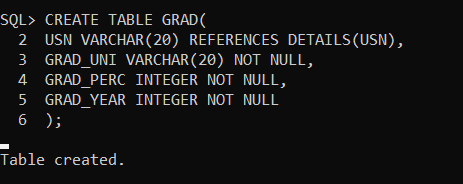 SQL> CREATE TABLE GRAD(
2 USN VARCHAR(20) REFERENCES DETAILS(USN),
3 GRAD_UNI VARCHAR(20) NOT NULL,
4 GRAD_PERC INTEGER NOT NULL,
5 GRAD_YEAR INTEGER NOT NULL
6 );
Table created.